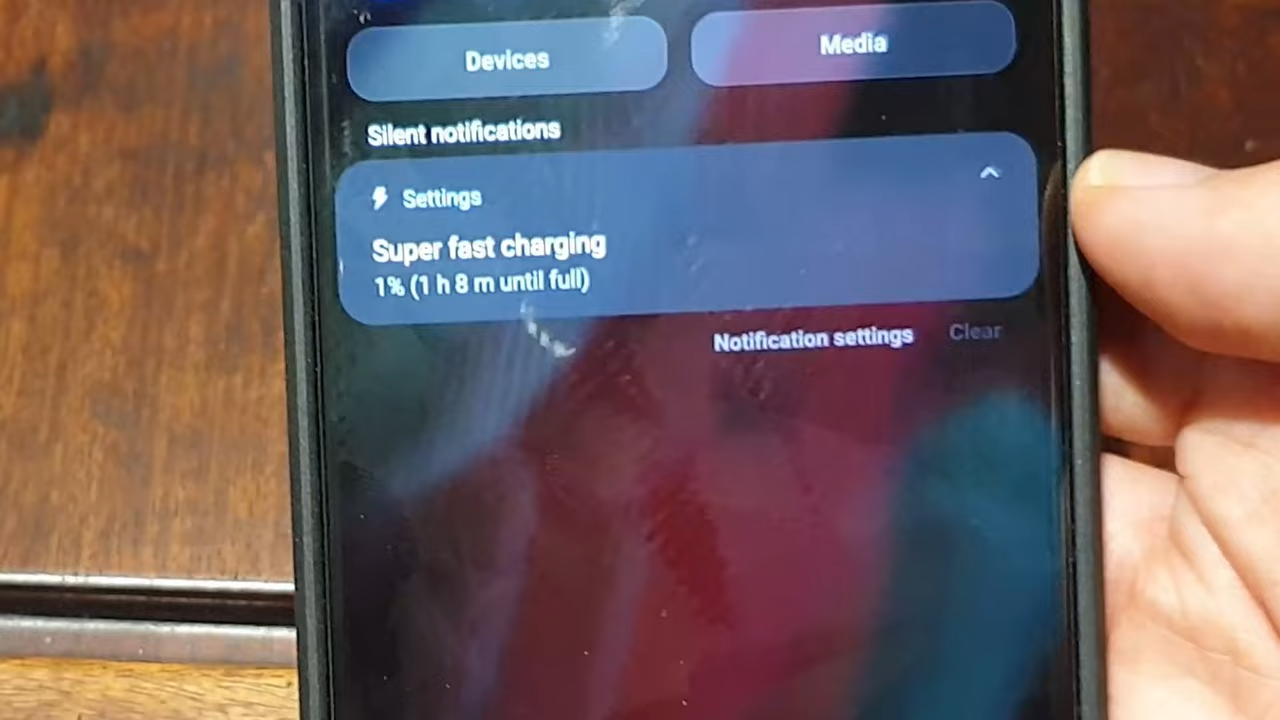 Devices
Media
Silent notifications
Settings
Super fast charging
1% (1 h 8 m until full)
Notification settings
Clear